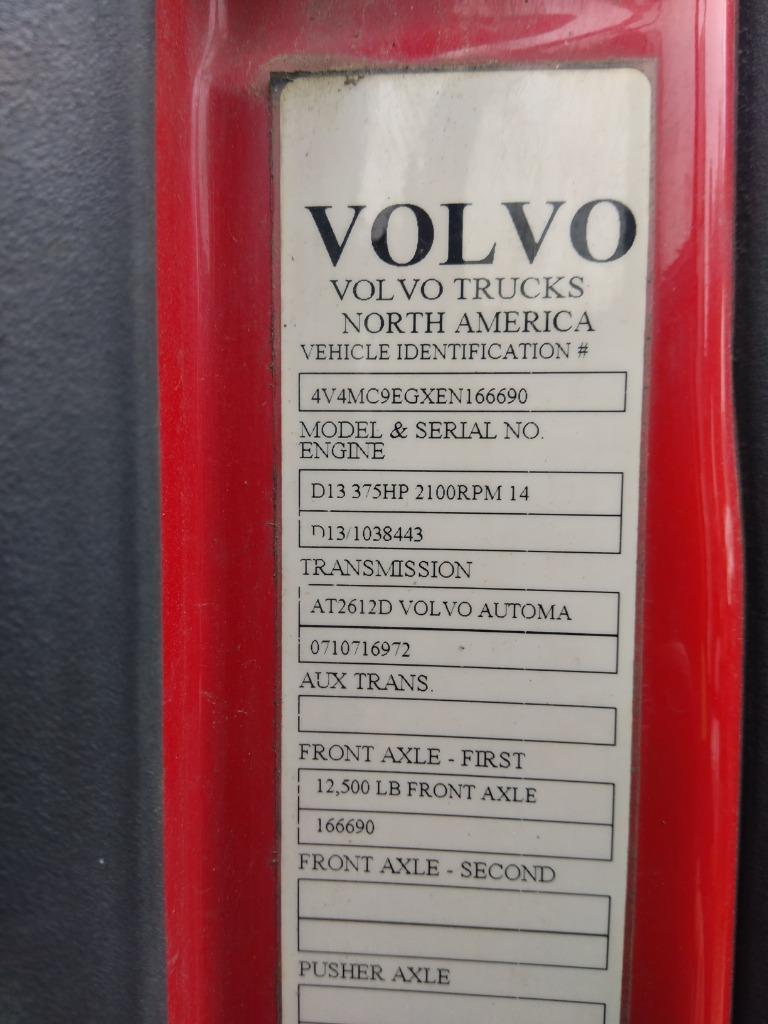 VOLVO
VOLVO TRUCKS
NORTH AMERICA
VEHICLE IDENTIFICATION #
4V4MC9EGXEN166690
MODEL & SERIAL NO.
ENGINE
D13 375HP 2100RPM 14
D13/1038443
TRANSMISSION
AT2612D VOLVO AUTOMA
0710716972
AUX TRANS.
FRONT AXLE - FIRST
12,500 LB FRONT AXLE
166690
FRONT AXLE - SECOND
PUSHER AXLE